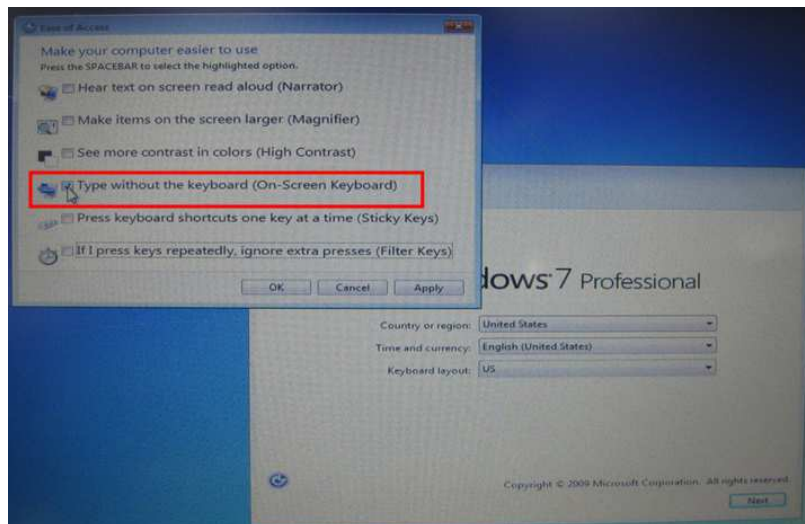 Ease of Access
Make your computer easier to use
Press the SPACEBAR to select the highlighted option.
Hear text on screen read aloud (Narrator)
Make items on the screen larger (Magnifier)
See more contrast in colors (High Contrast)
Type without the keyboard (On-Screen Keyboard)
Press keyboard shortcuts one key at a time (Sticky Keys)
If I press keys repeatedly, ignore extra presses (Filter Keys)
OK Cancel Apply
dows 7 Professional
Country or region: United States
Time and currency: English (United States)
Keyboard layout: US
Copyright © 2009 Microsoft Corporation. All rights reserved
Next